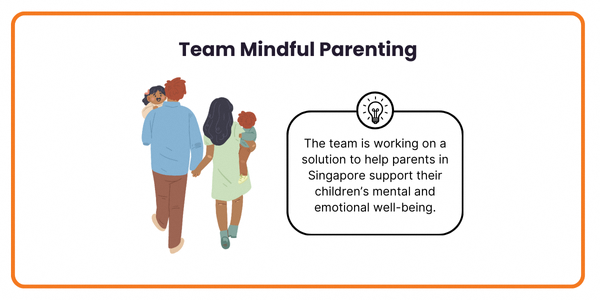 Team Mindful Parenting
The team is working on a
solution to help parents in
Singapore support their
children's mental and
emotional well-being.